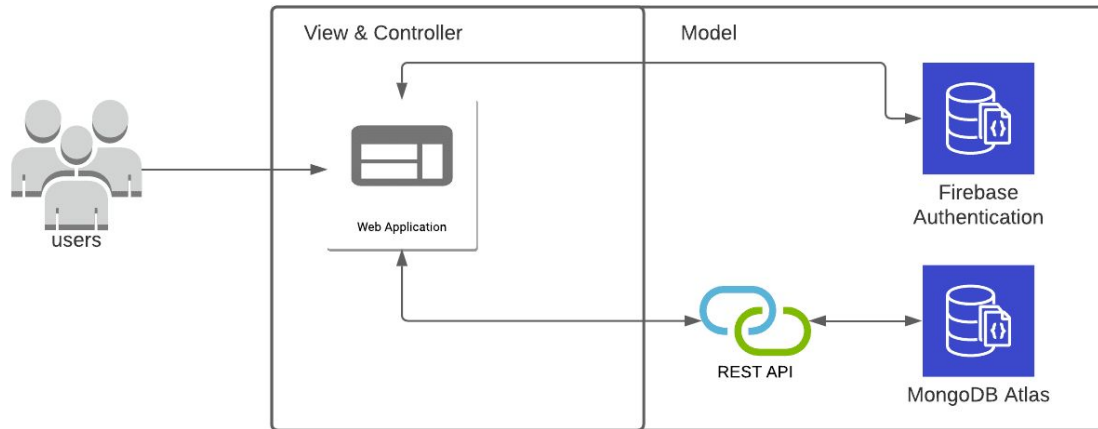 View & Controller
Model
users
Web Application
Firebase
Authentication
REST API
MongoDB Atlas